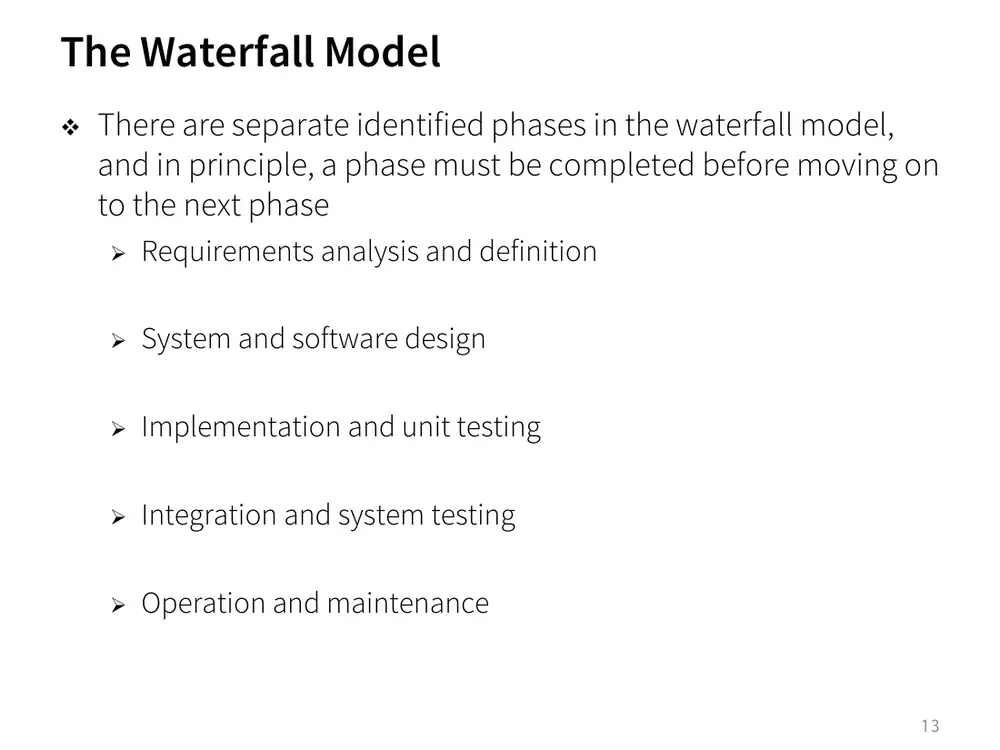 The Waterfall Model
❖ There are separate identified phases in the waterfall model,
and in principle, a phase must be completed before moving on
to the next phase
➢ Requirements analysis and definition
➢ System and software design
➢ Implementation and unit testing
➢ Integration and system testing
➢ Operation and maintenance
13